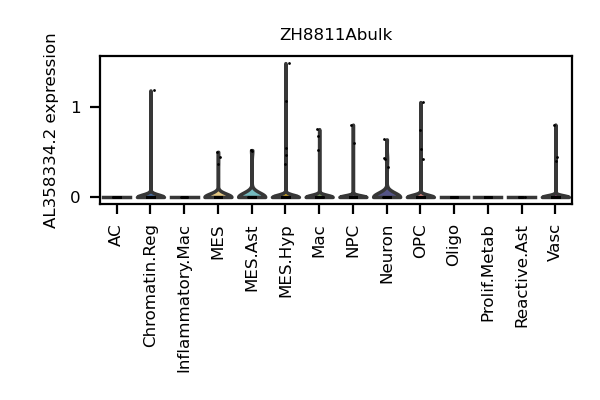 ZH8811Abulk
AL358334.2 expression
1
0
AC
Chromatin.Reg
Inflammatory.Mac
MES
MES.Ast
MES.Hyp
Mac
NPC
Neuron
OPC
Oligo
Prolif.Metab
Reactive.Ast
Vasc